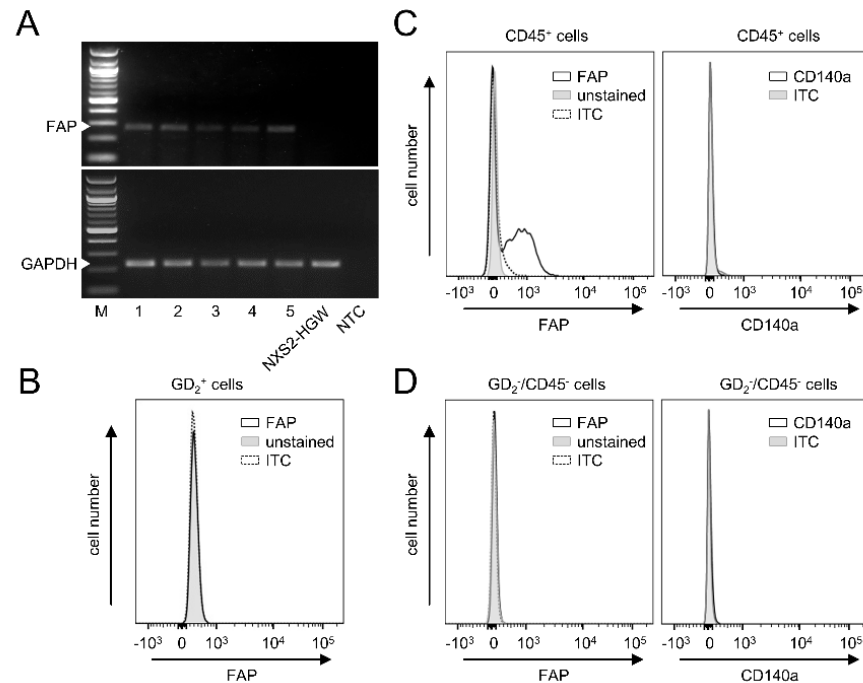 A
FAP
GAPDH
M 1 2 3 4 5 NXS2-HGW NTC
B
GD₂⁺ cells
FAP
unstained
ITC
cell number
-10³ 0 10³ 10⁴ 10⁵
FAP
C
CD45⁺ cells
FAP
unstained
ITC
cell number
-10³ 0 10³ 10⁴ 10⁵
FAP
CD45⁺ cells
CD140a
ITC
-10³ 0 10³ 10⁴ 10⁵
CD140a
D
GD₂⁻/CD45⁻ cells
FAP
unstained
ITC
cell number
-10³ 0 10³ 10⁴ 10⁵
FAP
GD₂⁻/CD45⁻ cells
CD140a
ITC
-10³ 0 10³ 10⁴ 10⁵
CD140a